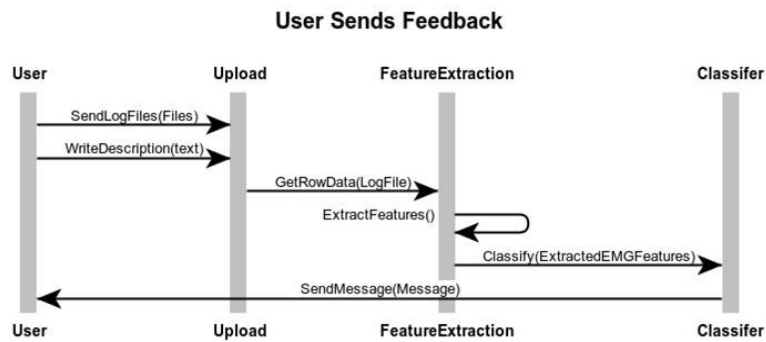 User Sends Feedback
User Upload FeatureExtraction Classifer
SendLogFiles(Files)
WriteDescription(text)
GetRowData(LogFile)
ExtractFeatures()
Classify(ExtractedEMGFeatures)
SendMessage(Message)
User Upload FeatureExtraction Classifer